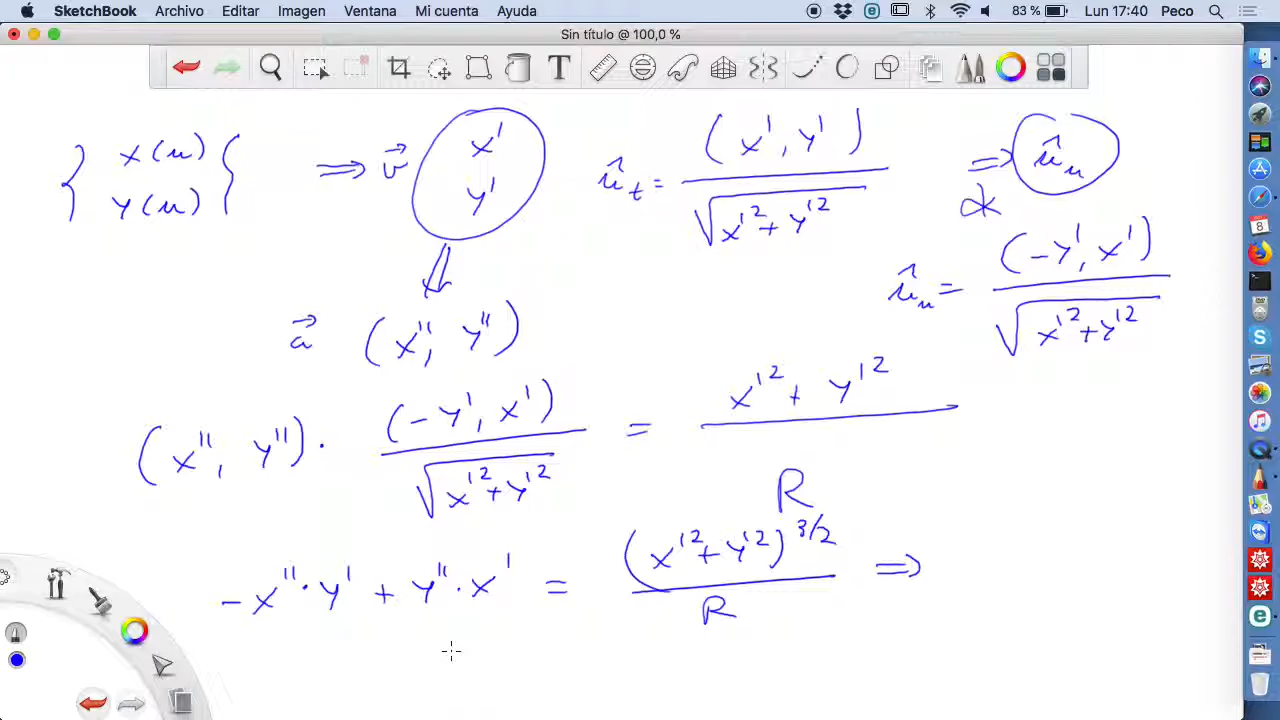 SketchBook Archivo Editar Imagen Ventana Mi cuenta Ayuda 83 % Lun 17:40 Peco
Sin título @ 100,0 %
{ x(u) y(u) } ⟹ v⃗ x' y' û_t = (x', y') / √(x'² + y'²) ⟹ û_n
û_n = (-y', x') / √(x'² + y'²)
a⃗ (x'', y'')
(x'', y'') · (-y', x') / √(x'² + y'²) = x'² + y'² / R
-x''·y' + y''·x' = (x'² + y'²)^3/2 / R ⟹
8